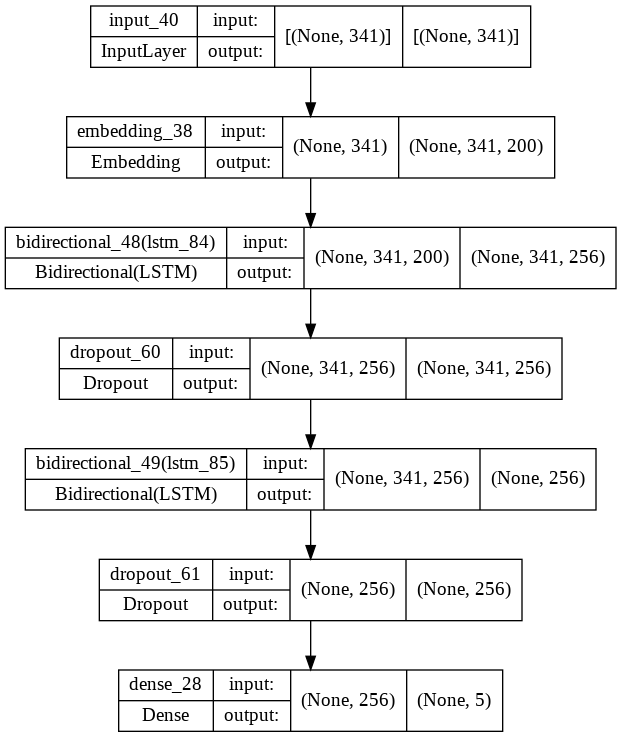 input_40 input: [(None, 341)] [(None, 341)]
InputLayer output:
embedding_38 input: (None, 341) (None, 341, 200)
Embedding output:
bidirectional_48(lstm_84) input: (None, 341, 200) (None, 341, 256)
Bidirectional(LSTM) output:
dropout_60 input: (None, 341, 256) (None, 341, 256)
Dropout output:
bidirectional_49(lstm_85) input: (None, 341, 256) (None, 256)
Bidirectional(LSTM) output:
dropout_61 input: (None, 256) (None, 256)
Dropout output:
dense_28 input: (None, 256) (None, 5)
Dense output: